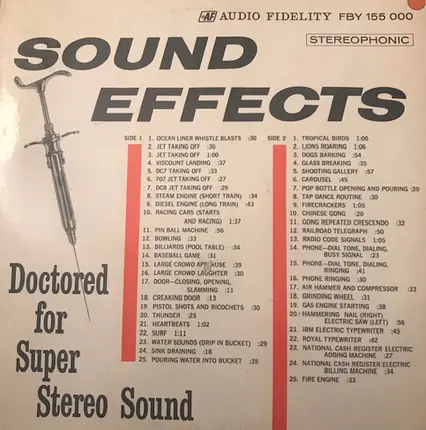 AF AUDIO FIDELITY FBY 155 000
STEREOPHONIC
SOUND
EFFECTS
SIDE 1
1. OCEAN LINER WHISTLE BLASTS :30
2. JET TAKING OFF :36
3. JET TAKING OFF 1:00
4. VISCOUNT LANDING :37
5. DC7 TAKING OFF :33
6. 707 JET TAKING OFF :27
7. DC8 JET TAKING OFF :29
8. STEAM ENGINE (SHORT TRAIN) :34
9. DIESEL ENGINE (LONG TRAIN) :43
10. RACING CARS (STARTS
AND RACING) 1:37
11. PIN BALL MACHINE :56
12. BOWLING :33
13. BILLIARDS (POOL TABLE) :34
14. BASEBALL GAME :31
15. LARGE CROWD APPLAUSE :39
16. LARGE CROWD LAUGHTER :30
17. DOOR—CLOSING, OPENING,
SLAMMING :11
18. CREAKING DOOR :13
19. PISTOL SHOTS AND RICOCHETS :30
20. THUNDER :25
21. HEARTBEATS 1:02
22. SURF 1:11
23. WATER SOUNDS (DRIP IN BUCKET) :29
24. SINK DRAINING :18
25. POURING WATER INTO BUCKET :35
SIDE 2
1. TROPICAL BIRDS 1:06
2. LIONS ROARING 1:06
3. DOGS BARKING :54
4. GLASS BREAKING :35
5. SHOOTING GALLERY :57
6. CAROUSEL :45
7. POP BOTTLE OPENING AND POURING :20
8. TAP DANCE ROUTINE :30
9. FIRECRACKERS 1:05
10. CHINESE GONG :20
11. GONG REPEATED CRESCENDO :32
12. RAILROAD TELEGRAPH :50
13. RADIO CODE SIGNALS 1:05
14. PHONE—DIAL TONE, DIALING,
BUSY SIGNAL :23
15. PHONE—DIAL TONE, DIALING,
RINGING :41
16. PHONE RINGING :30
17. AIR HAMMER AND COMPRESSOR :33
18. GRINDING WHEEL :31
19. GAS ENGINE STARTING :38
20. HAMMERING NAIL (RIGHT)
ELECTRIC SAW (LEFT) :56
21. IBM ELECTRIC TYPEWRITER :45
22. ROYAL TYPEWRITER :42
23. NATIONAL CASH REGISTER ELECTRIC
ADDING MACHINE :27
24. NATIONAL CASH REGISTER ELECTRIC
BILLING MACHINE :34
25. FIRE ENGINE :33
Doctored
for
Super
Stereo Sound